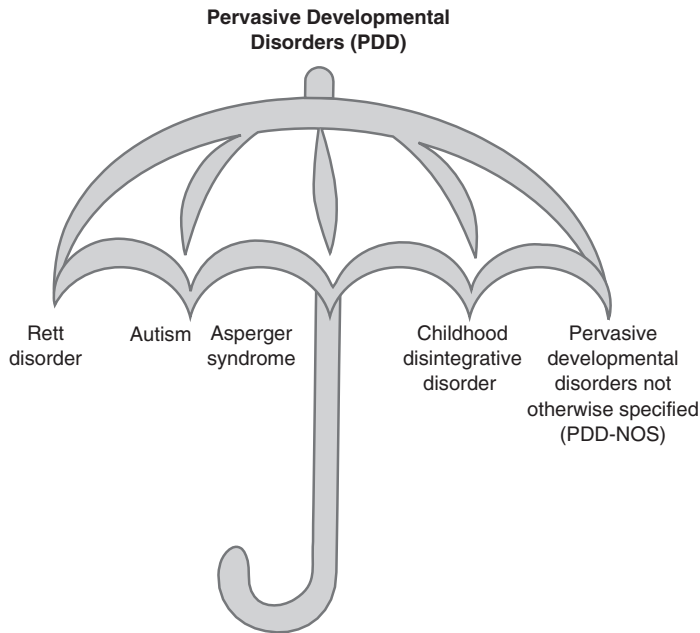 Pervasive Developmental
Disorders (PDD)
Rett
disorder
Autism
Asperger
syndrome
Childhood
disintegrative
disorder
Pervasive
developmental
disorders not
otherwise specified
(PDD-NOS)